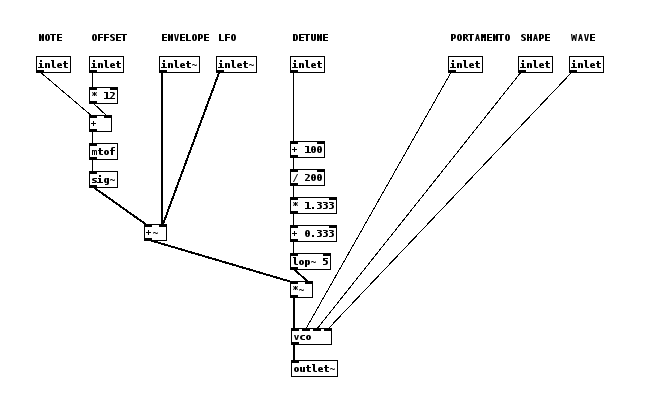 NOTE OFFSET ENVELOPE LFO DETUNE PORTAMENTO SHAPE WAVE
inlet inlet inlet~ inlet~ inlet inlet inlet inlet
* 12
+
+ 100
mtof
/ 200
sig~
* 1.333
+~
+ 0.333
lop~ 5
*~
vco
outlet~